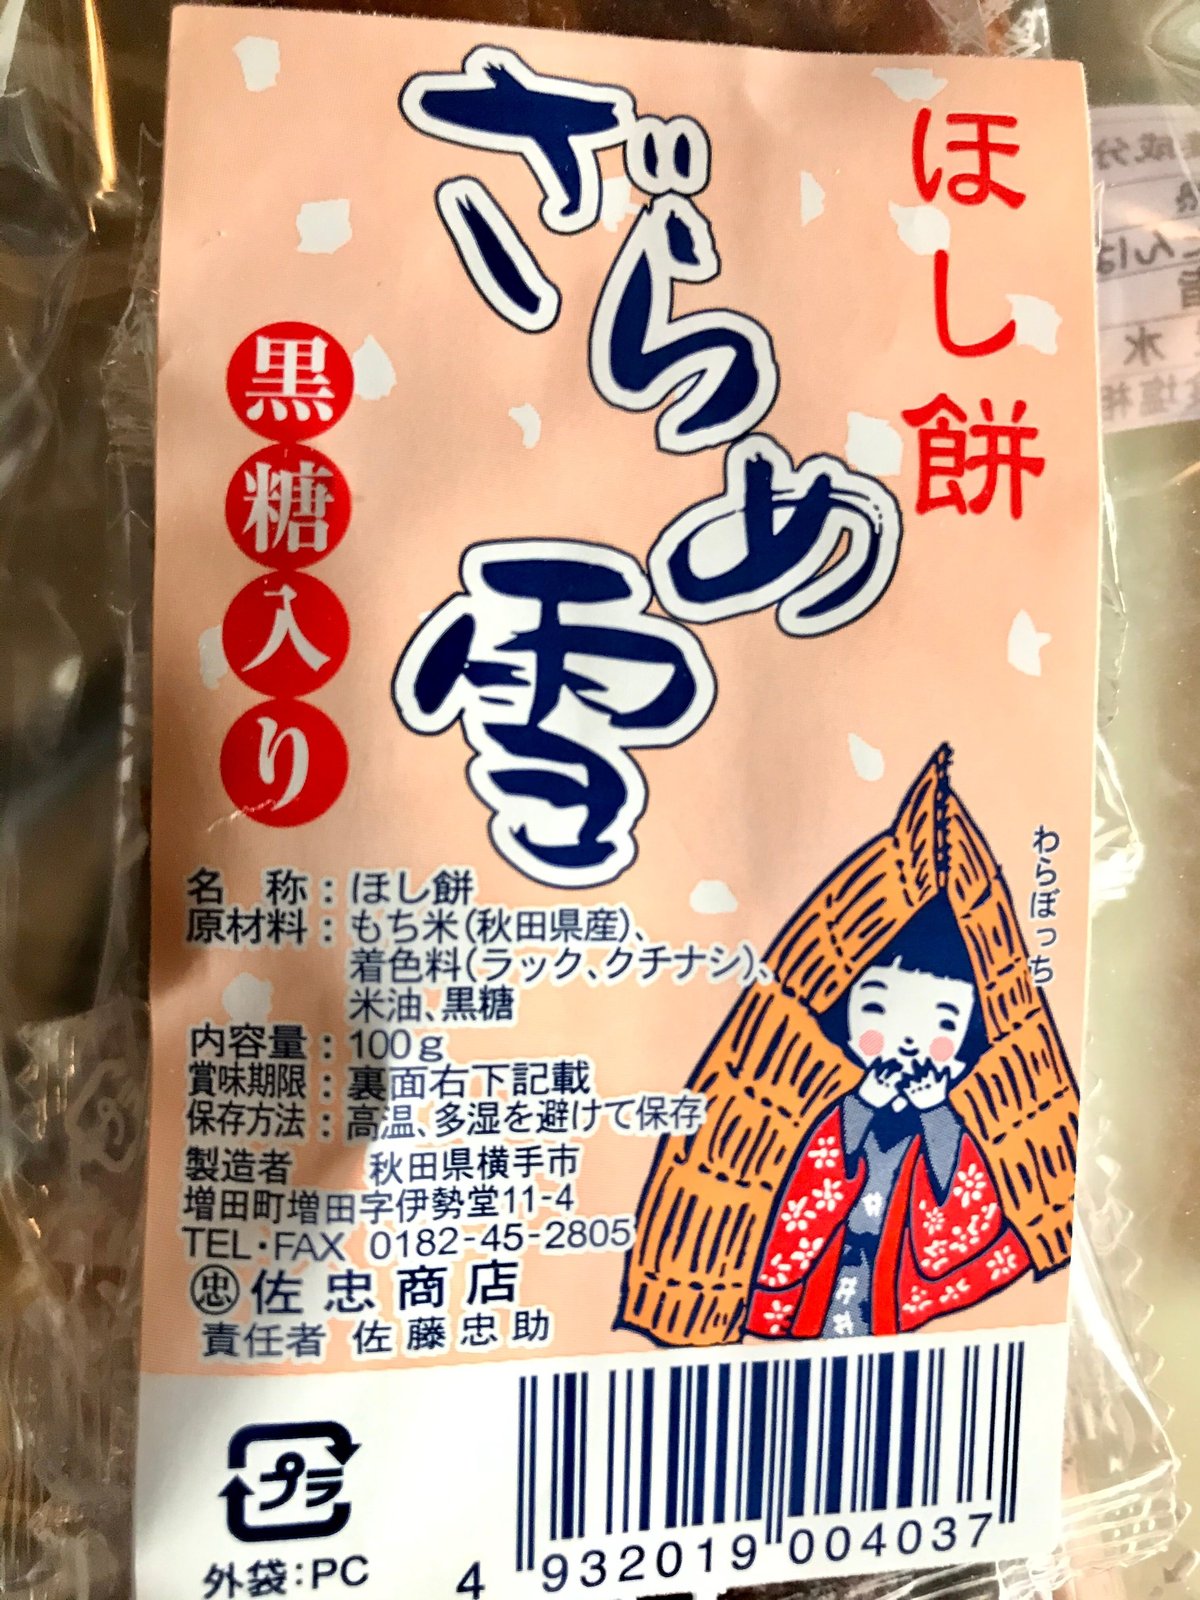 ほし餅
ざらめ雪
黒糖入り
わらぼっち
名　称：ほし餅
原材料：もち米(秋田県産)、
着色料(ラック、クチナシ)、
米油、黒糖
内容量：100g
賞味期限：裏面右下記載
保存方法：高温、多湿を避けて保存
製造者　秋田県横手市
増田町増田字伊勢堂11-4
TEL・FAX 0182-45-2805
㊥佐忠商店
責任者 佐藤忠助
プラ
外袋:PC
4 932019 004037